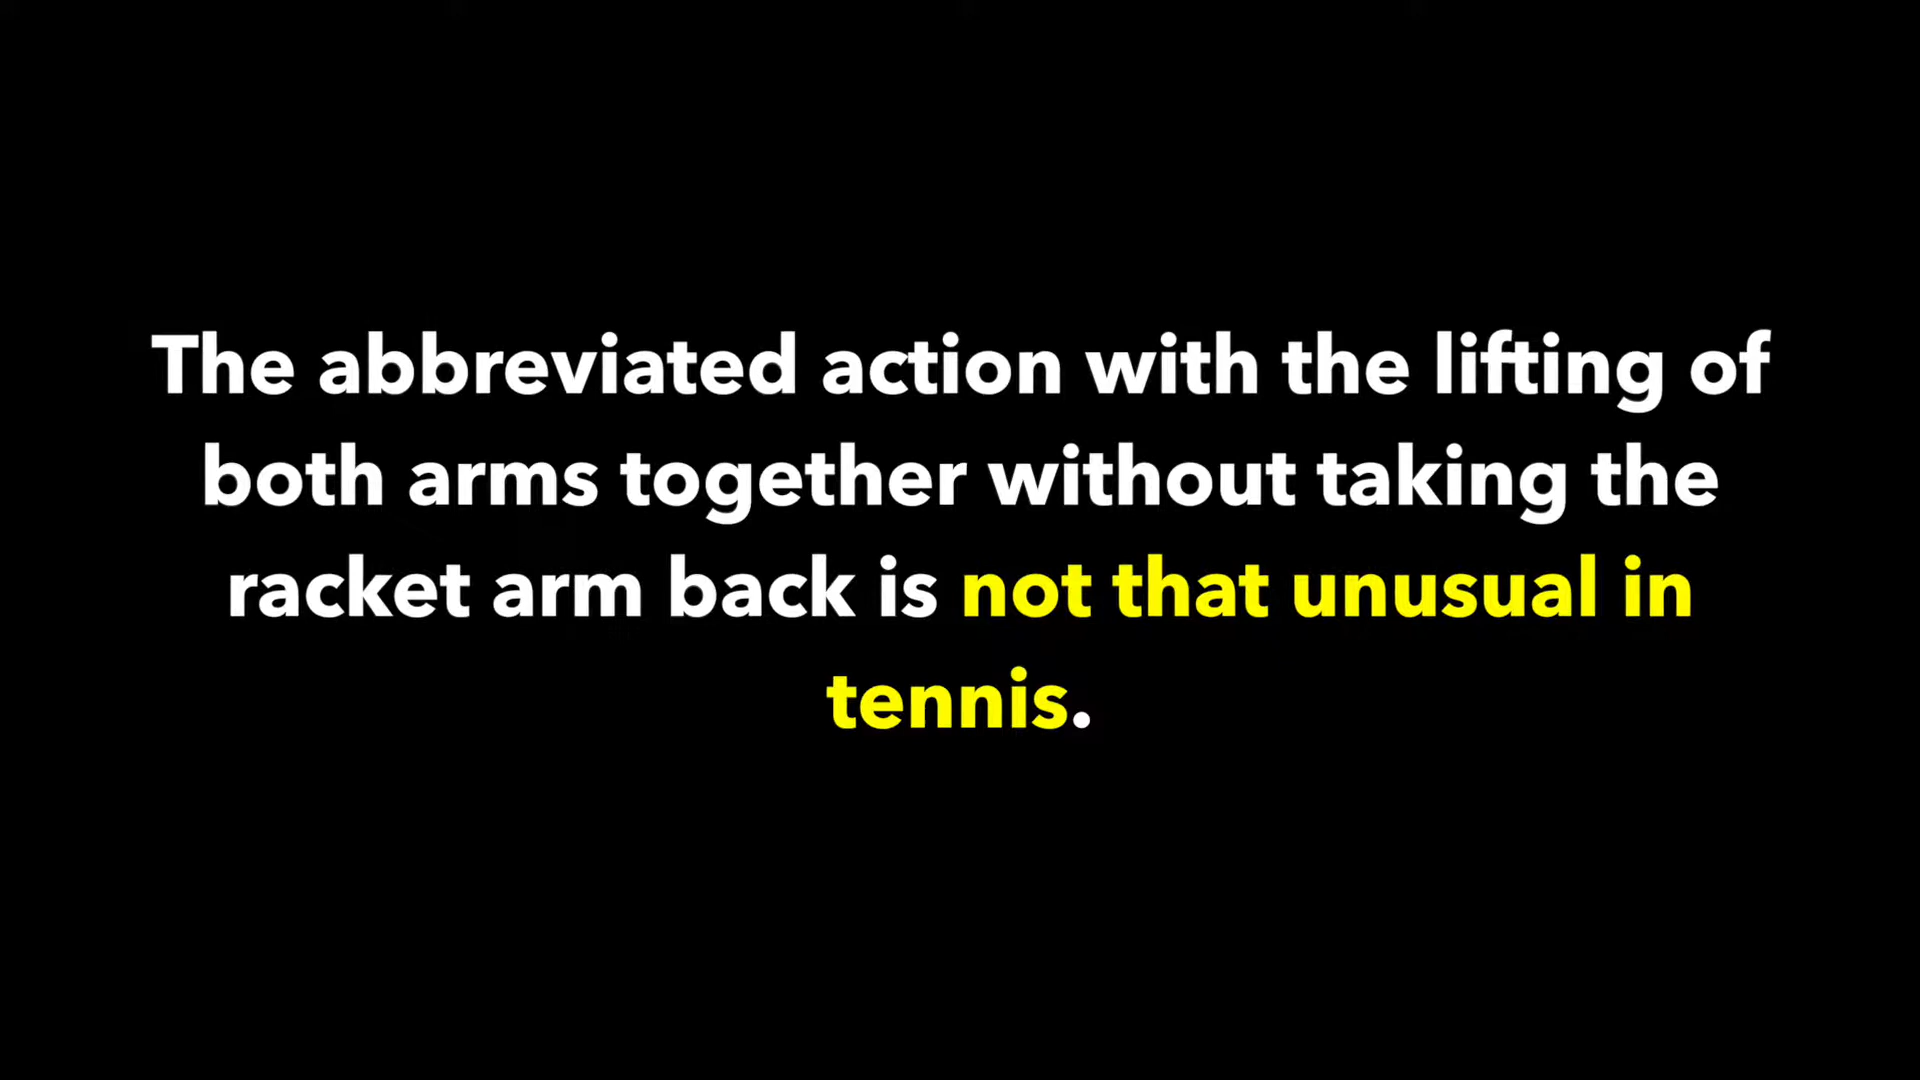 The abbreviated action with the lifting of
both arms together without taking the
racket arm back is not that unusual in
tennis.